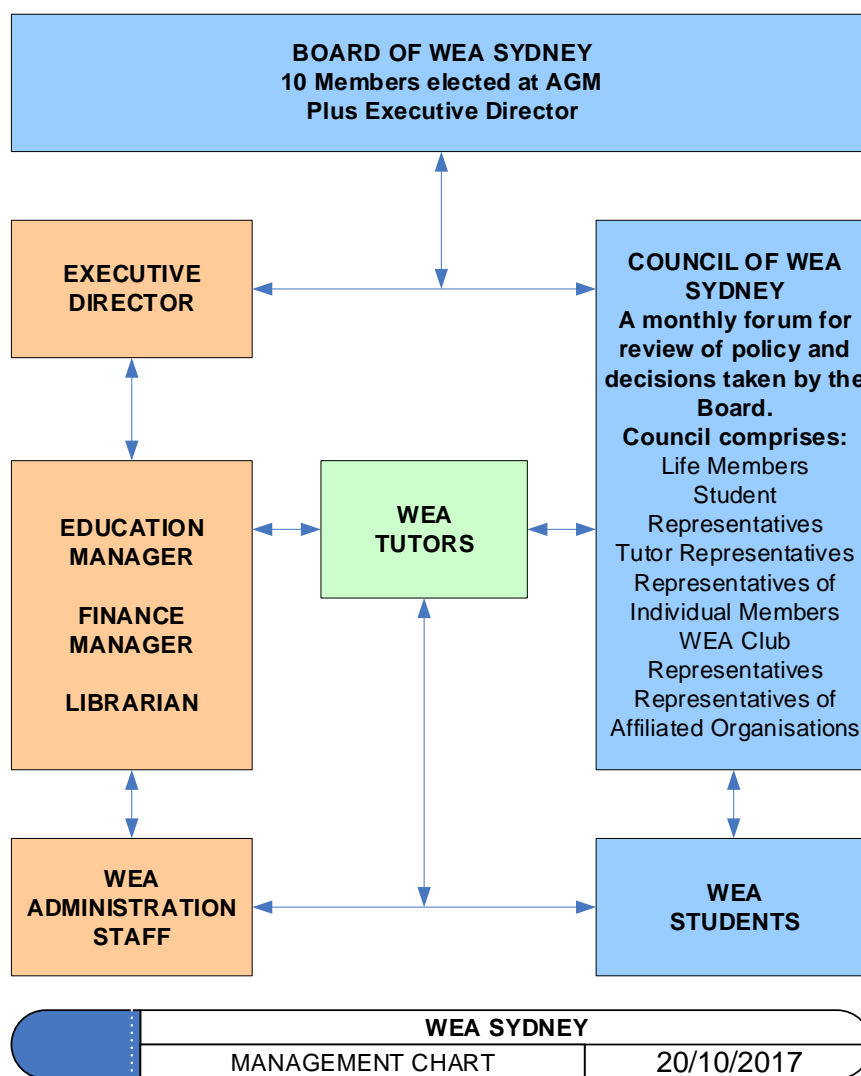 BOARD OF WEA SYDNEY
10 Members elected at AGM
Plus Executive Director
EXECUTIVE
DIRECTOR
COUNCIL OF WEA
SYDNEY
A monthly forum for
review of policy and
decisions taken by the
Board.
Council comprises:
Life Members
Student
Representatives
Tutor Representatives
Representatives of
Individual Members
WEA Club
Representatives
Representatives of
Affiliated Organisations
EDUCATION
MANAGER
FINANCE
MANAGER
LIBRARIAN
WEA
TUTORS
WEA
ADMINISTRATION
STAFF
WEA
STUDENTS
WEA SYDNEY
MANAGEMENT CHART
20/10/2017